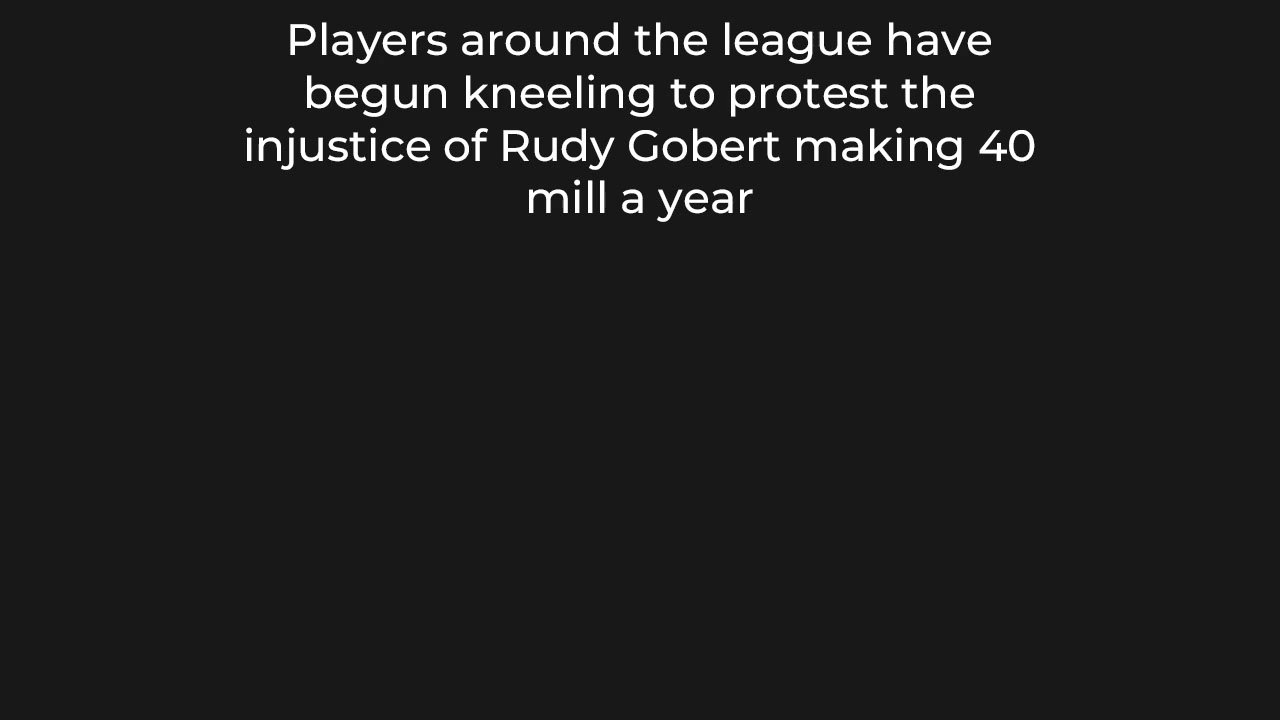 Players around the league have
begun kneeling to protest the
injustice of Rudy Gobert making 40
mill a year